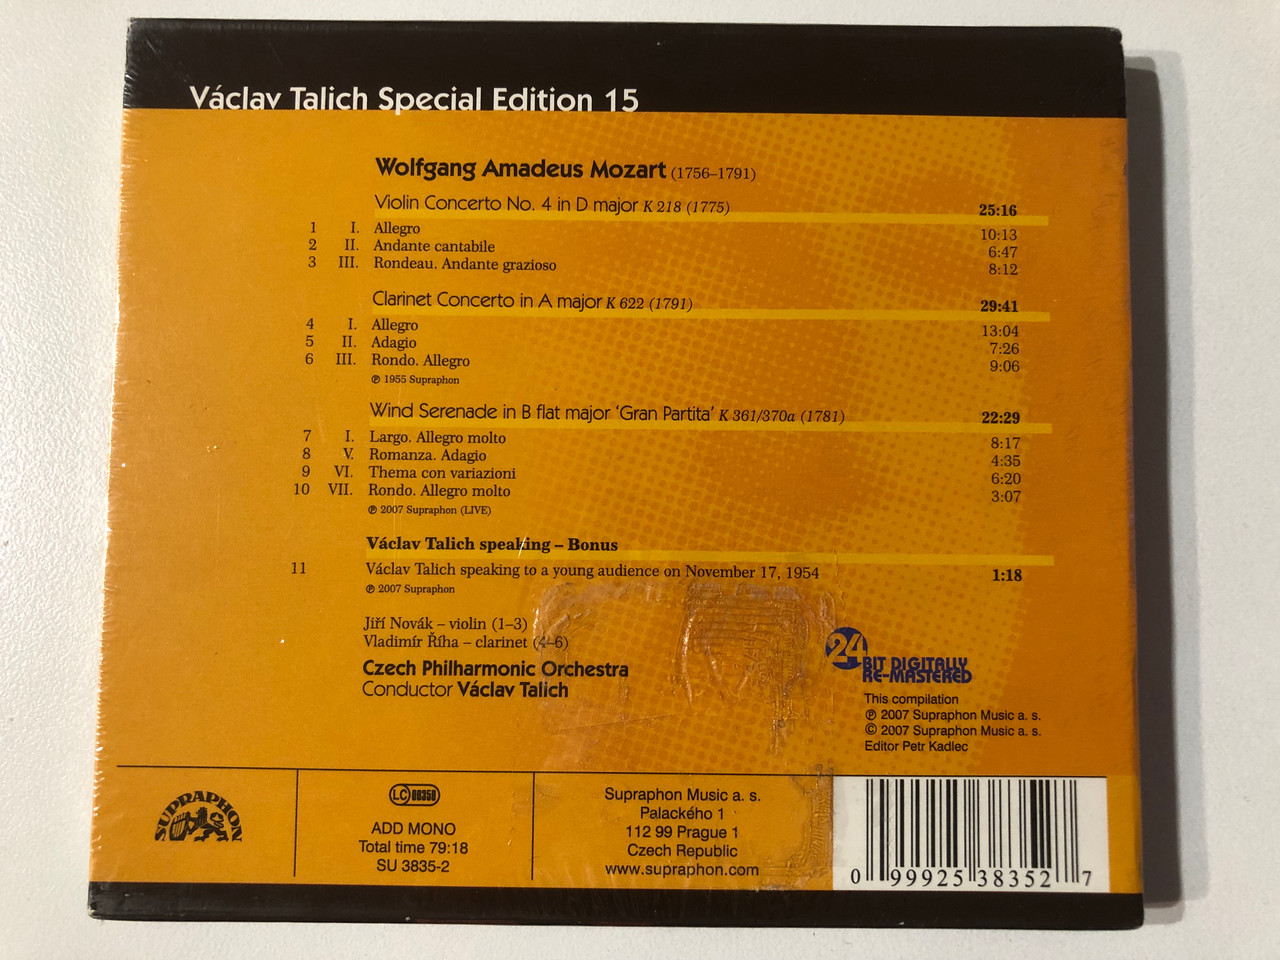 Václav Talich Special Edition 15
Wolfgang Amadeus Mozart (1756–1791)
Violin Concerto No. 4 in D major K 218 (1775) 25:16
1 I. Allegro 10:13
2 II. Andante cantabile 6:47
3 III. Rondeau. Andante grazioso 8:12
Clarinet Concerto in A major K 622 (1791) 29:41
4 I. Allegro 13:04
5 II. Adagio 7:26
6 III. Rondo. Allegro 9:06
℗ 1955 Supraphon
Wind Serenade in B flat major 'Gran Partita' K 361/370a (1781) 22:29
7 I. Largo. Allegro molto 8:17
8 V. Romanza. Adagio 4:35
9 VI. Thema con variazioni 6:20
10 VII. Rondo. Allegro molto 3:07
℗ 2007 Supraphon (LIVE)
Václav Talich speaking – Bonus
11 Václav Talich speaking to a young audience on November 17, 1954 1:18
℗ 2007 Supraphon
Jiří Novák – violin (1–3)
Vladimír Říha – clarinet (4–6)
Czech Philharmonic Orchestra
Conductor Václav Talich
24
BIT DIGITALLY
RE-MASTERED
This compilation
℗ 2007 Supraphon Music a. s.
© 2007 Supraphon Music a. s.
Editor Petr Kadlec
SUPRAPHON
LC 00358
ADD MONO
Total time 79:18
SU 3835-2
Supraphon Music a. s.
Palackého 1
112 99 Prague 1
Czech Republic
www.supraphon.com
0 99925 38352 7